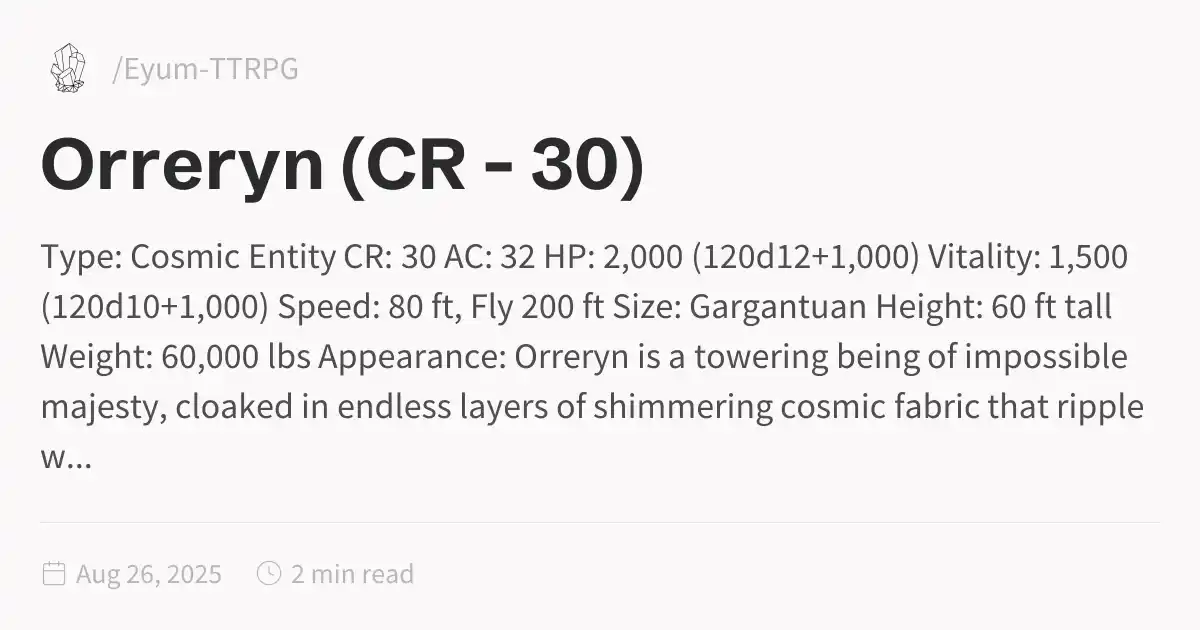 /Eyum-TTRPG
Orreryn (CR - 30)
Type: Cosmic Entity CR: 30 AC: 32 HP: 2,000 (120d12+1,000) Vitality: 1,500
(120d10+1,000) Speed: 80 ft, Fly 200 ft Size: Gargantuan Height: 60 ft tall
Weight: 60,000 lbs Appearance: Orreryn is a towering being of impossible
majesty, cloaked in endless layers of shimmering cosmic fabric that ripple
w...
Aug 26, 2025 2 min read